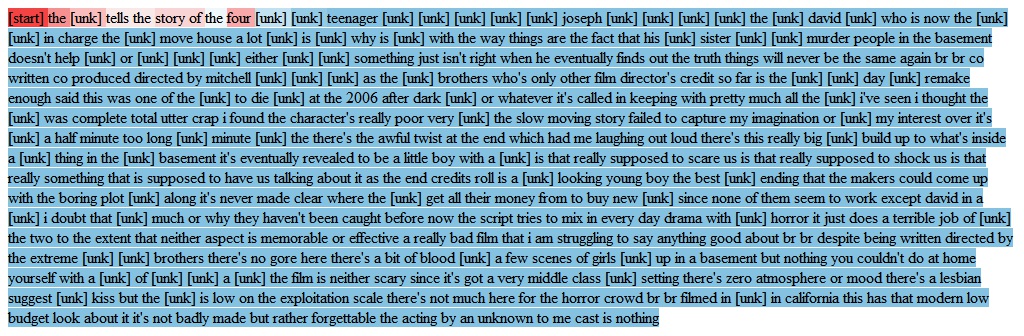 [start] the [unk] tells the story of the four [unk] [unk] teenager [unk] [unk] [unk] [unk] [unk] joseph [unk] [unk] the [unk] david [unk] who is now the [unk]
[unk] in charge the [unk] move house a lot [unk] is [unk] why is [unk] with the way things are the fact that his [unk] sister [unk] [unk] murder people in the basement
doesn't help [unk] or [unk] [unk] [unk] either [unk] [unk] something just isn't right when he eventually finds out the truth things will never be the same again br br co
written co produced directed by mitchell [unk] [unk] [unk] as the [unk] brothers who's only other film director's credit so far is the [unk] [unk] day [unk] remake
enough said this was one of the [unk] to die [unk] at the 2006 after dark [unk] or whatever it's called in keeping with pretty much all the [unk] i've seen i thought the
[unk] was complete total utter crap i found the character's really poor very [unk] the slow moving story failed to capture my imagination or [unk] my interest over it's
[unk] a half minute too long [unk] minute [unk] the there's the awful twist at the end which had me laughing out loud there's this really big [unk] build up to what's inside
a [unk] thing in the [unk] basement it's eventually revealed to be a little boy with a [unk] is that really supposed to scare us is that really supposed to shock us is that
really something that is supposed to have us talking about it as the end credits roll is a [unk] looking young boy the best [unk] ending that the makers could come up
with the boring plot [unk] along it's never made clear where the [unk] get all their money from to buy new [unk] since none of them seem to work except david in a
[unk] i doubt that [unk] much or why they haven't been caught before now the script tries to mix in every day drama with [unk] horror it just does a terrible job of [unk]
the two to the extent that neither aspect is memorable or effective a really bad film that i am struggling to say anything good about br br despite being written directed by
the extreme [unk] [unk] brothers there's no gore here there's a bit of blood [unk] a few scenes of girls [unk] up in a basement but nothing you couldn't do at home
yourself with a [unk] of [unk] [unk] a [unk] the film is neither scary since it's got a very middle class [unk] setting there's zero atmosphere or mood there's a lesbian
suggest [unk] kiss but the [unk] is low on the exploitation scale there's not much here for the horror crowd br br filmed in [unk] in california this has that modern low
budget look about it it's not badly made but rather forgettable the acting by an unknown to me cast is nothing